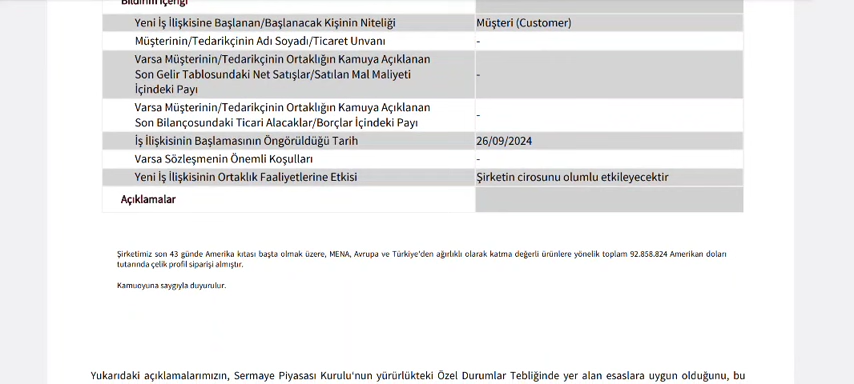 Bildirim İçeriği
Yeni İş İlişkisine Başlanan/Başlanacak Kişinin Niteliği
Müşteri (Customer)
Müşterinin/Tedarikçinin Adı Soyadı/Ticaret Unvanı
-
Varsa Müşterinin/Tedarikçinin Ortaklığın Kamuya Açıklanan
Son Gelir Tablosundaki Net Satışlar/Satılan Mal Maliyeti
İçindeki Payı
-
Varsa Müşterinin/Tedarikçinin Ortaklığın Kamuya Açıklanan
Son Bilançosundaki Ticari Alacaklar/Borçlar İçindeki Payı
-
İş İlişkisinin Başlamasının Öngörüldüğü Tarih
26/09/2024
Varsa Sözleşmenin Önemli Koşulları
-
Yeni İş İlişkisinin Ortaklık Faaliyetlerine Etkisi
Şirketin cirosunu olumlu etkileyecektir
Açıklamalar
Şirketimiz son 43 günde Amerika kıtası başta olmak üzere, MENA, Avrupa ve Türkiye'den ağırlıklı olarak katma değerli ürünlere yönelik toplam 92.858.824 Amerikan doları
tutarında çelik profil siparişi almıştır.
Kamuoyuna saygıyla duyurulur.
Yukarıdaki açıklamalarımızın, Sermaye Piyasası Kurulu'nun yürürlükteki Özel Durumlar Tebliğinde yer alan esaslara uygun olduğunu, bu